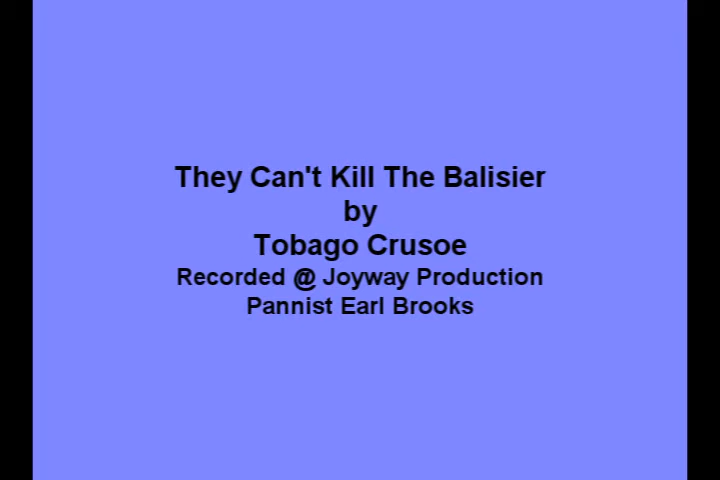 They Can't Kill The Balisier
by
Tobago Crusoe
Recorded @ Joyway Production
Pannist Earl Brooks